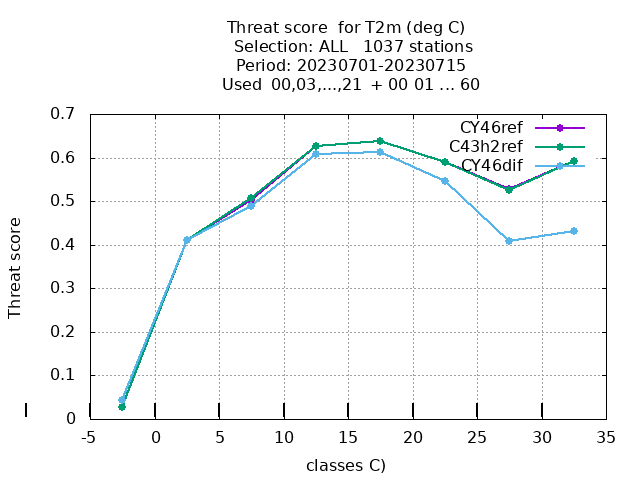 Threat score  for T2m (deg C)
Selection: ALL   1037 stations
Period: 20230701-20230715
Used  00,03,...,21  + 00 01 ... 60
CY46ref
C43h2ref
CY46dif
Threat score
0.7
0.6
0.5
0.4
0.3
0.2
0.1
0
-5 0 5 10 15 20 25 30 35
classes C)